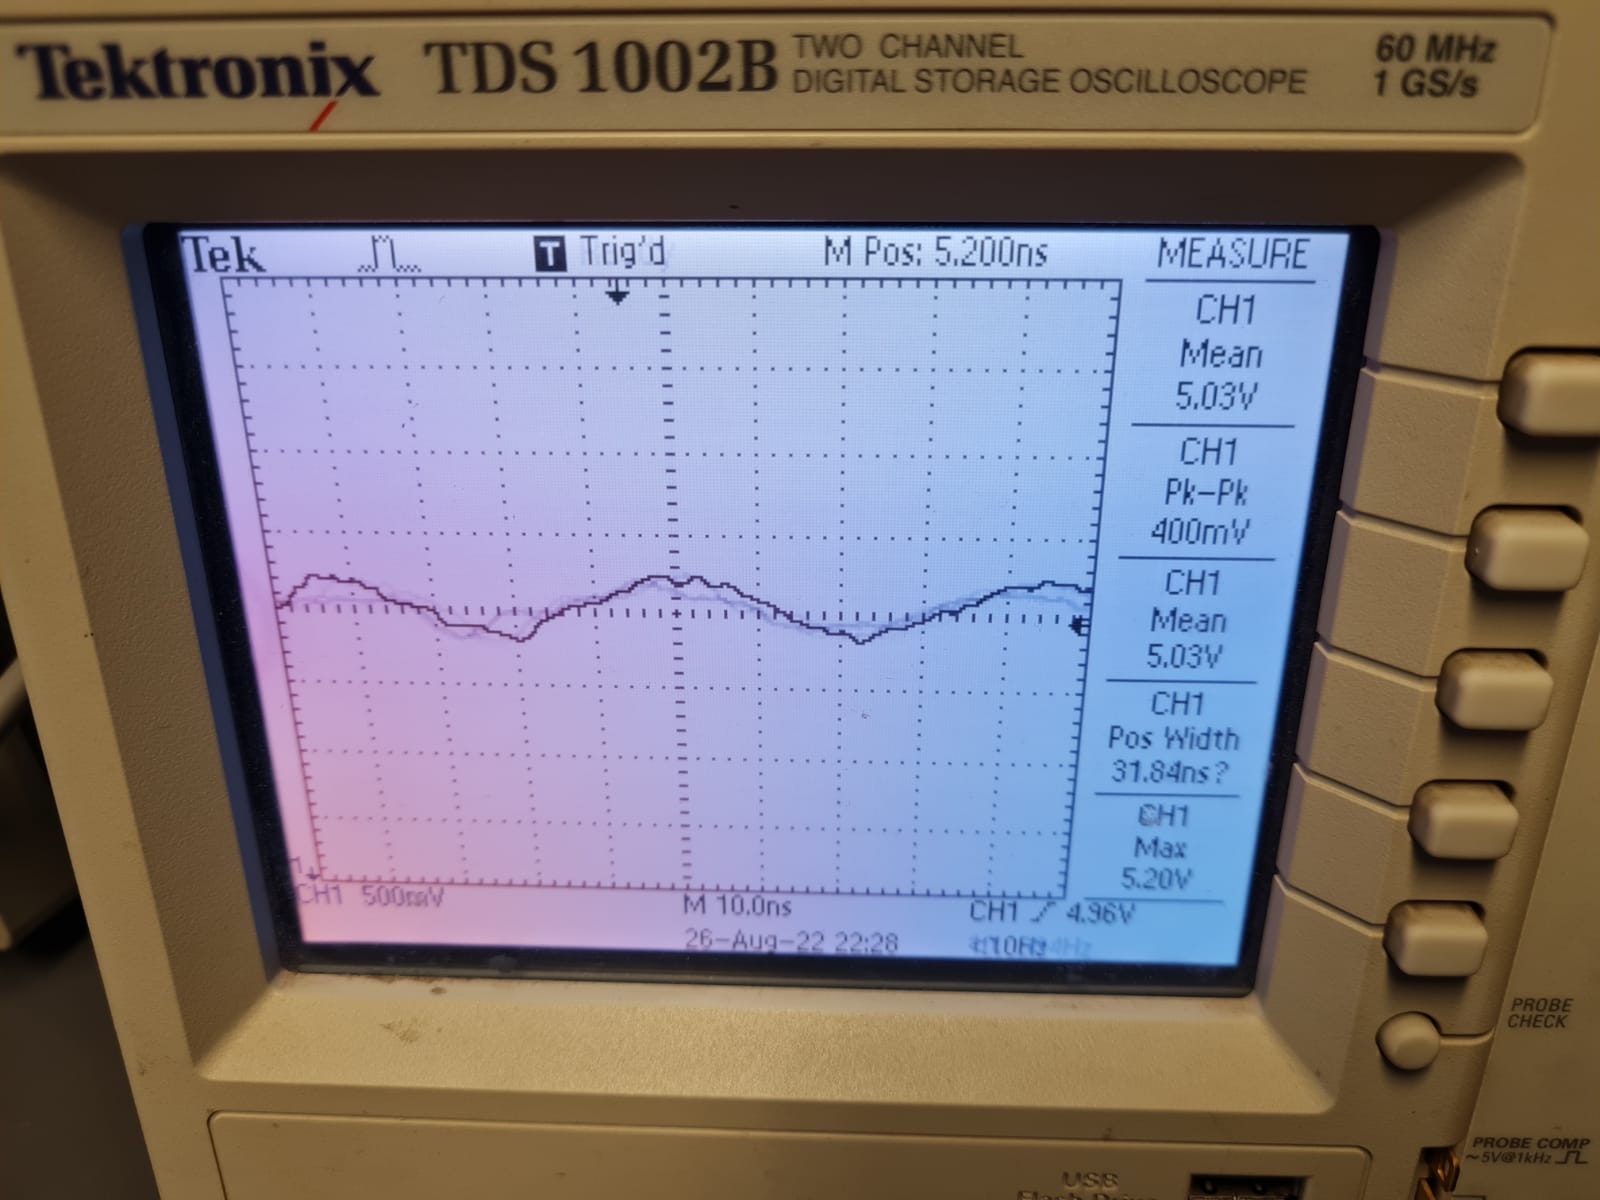 Tektronix TDS 1002B TWO CHANNEL DIGITAL STORAGE OSCILLOSCOPE 60 MHz 1 GS/s
Tek T Trig'd M Pos: 5.200ns MEASURE
CH1
Mean
5.03V
CH1
Pk-Pk
400mV
CH1
Mean
5.03V
CH1
Pos Width
31.84ns?
CH1
Max
5.20V
1
CH1 500mV M 10.0ns CH1 4.96V
26-Aug-22 22:28
PROBE
CHECK
PROBE COMP
~5V@1kHz
USB
Flash Drive